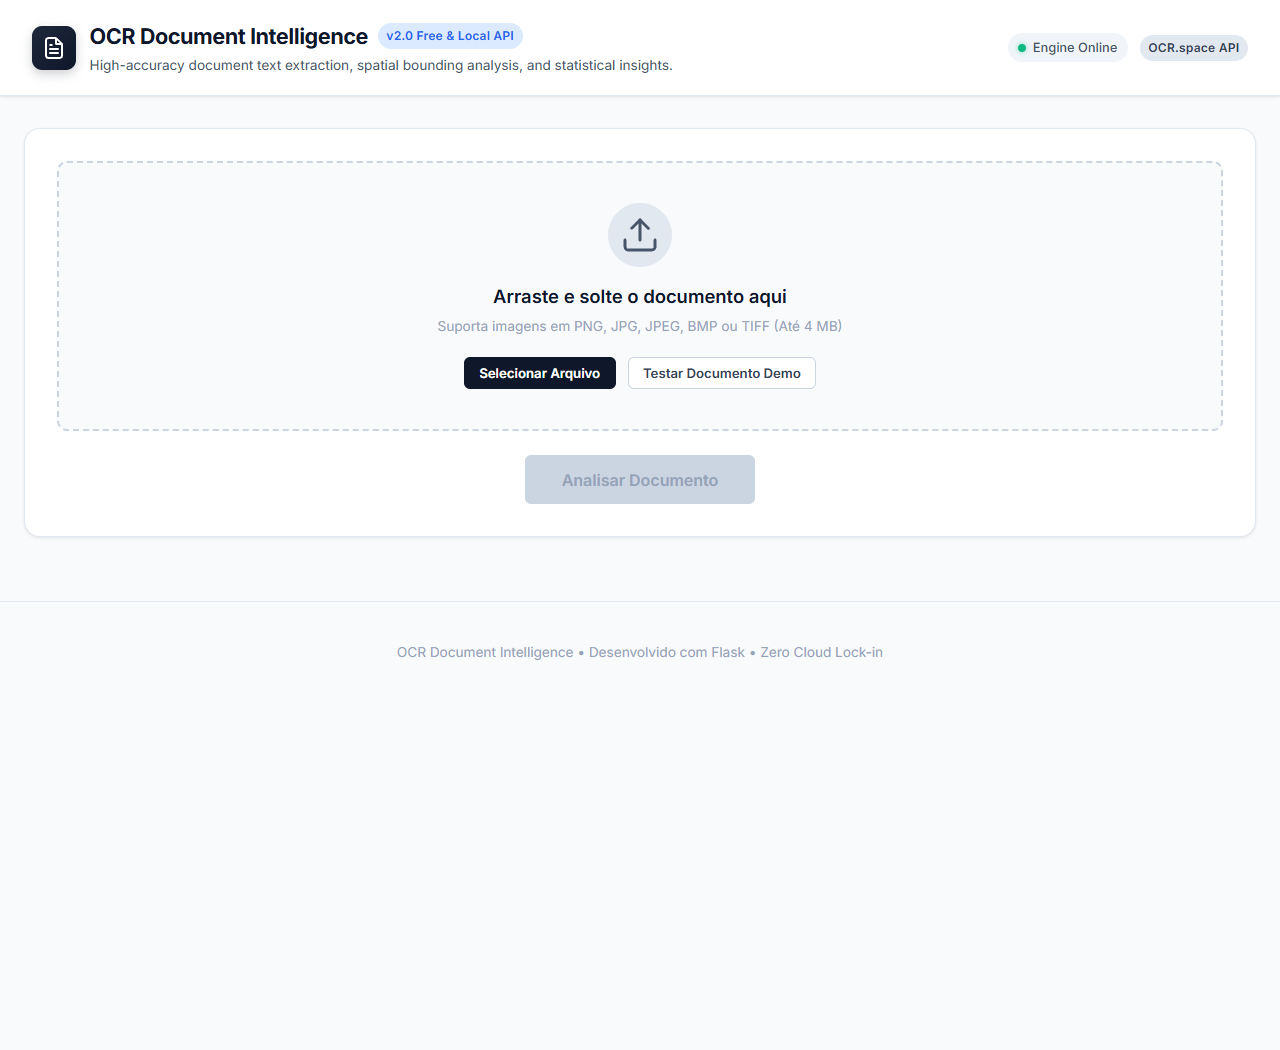 OCR Document Intelligence
v2.0 Free & Local API
High-accuracy document text extraction, spatial bounding analysis, and statistical insights.
Engine Online
OCR.space API
Arraste e solte o documento aqui
Suporta imagens em PNG, JPG, JPEG, BMP ou TIFF (Até 4 MB)
Selecionar Arquivo
Testar Documento Demo
Analisar Documento
OCR Document Intelligence • Desenvolvido com Flask • Zero Cloud Lock-in